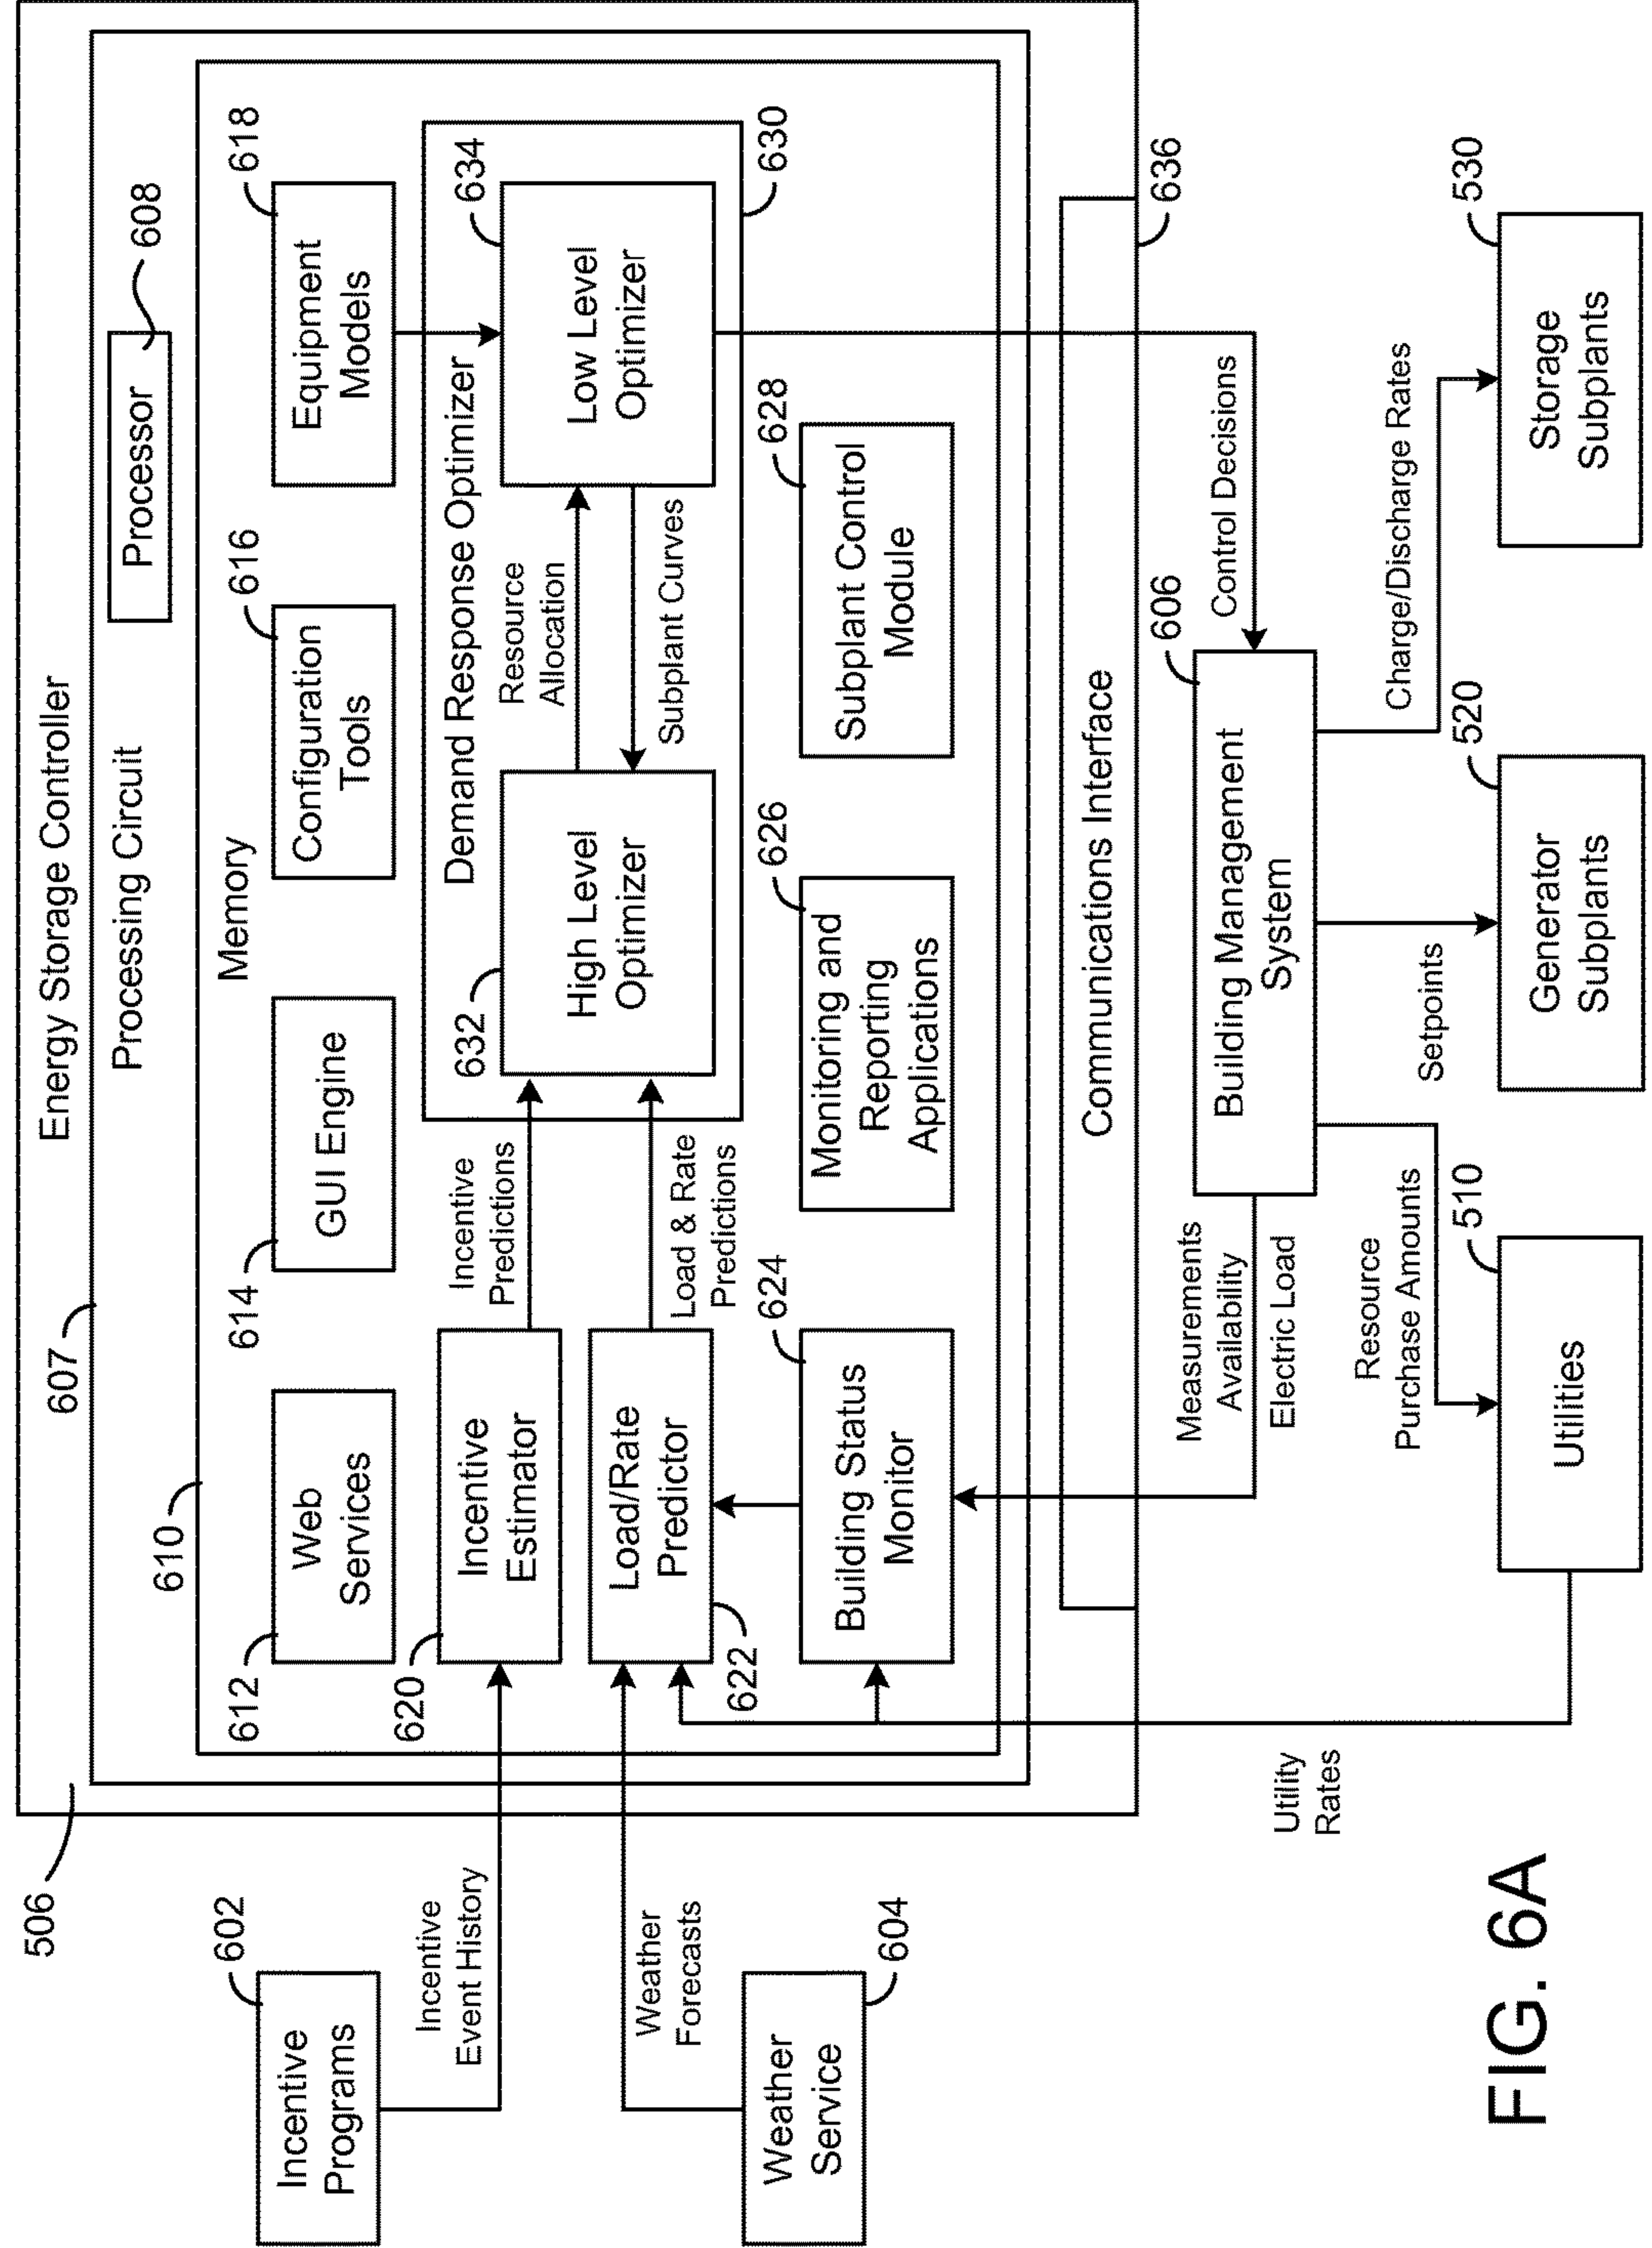 506
Energy Storage Controller
607
Processing Circuit
Processor
608
610
Memory
612
Web
Services
614
GUI Engine
616
Configuration
Tools
618
Equipment
Models
602
Incentive
Programs
Incentive
Event History
620
Incentive
Estimator
Incentive
Predictions
Demand Response Optimizer
632
High Level
Optimizer
Resource
Allocation
Subplant Curves
634
Low Level
Optimizer
630
Weather
Forecasts
604
Weather
Service
Load/Rate
Predictor
622
Load & Rate
Predictions
624
Building Status
Monitor
626
Monitoring and
Reporting
Applications
628
Subplant Control
Module
Communications Interface
636
Measurements
Availability
Electric Load
606
Building Management
System
Control Decisions
Utility
Rates
Resource
Purchase Amounts
Setpoints
Charge/Discharge Rates
510
Utilities
520
Generator
Subplants
530
Storage
Subplants
FIG. 6A